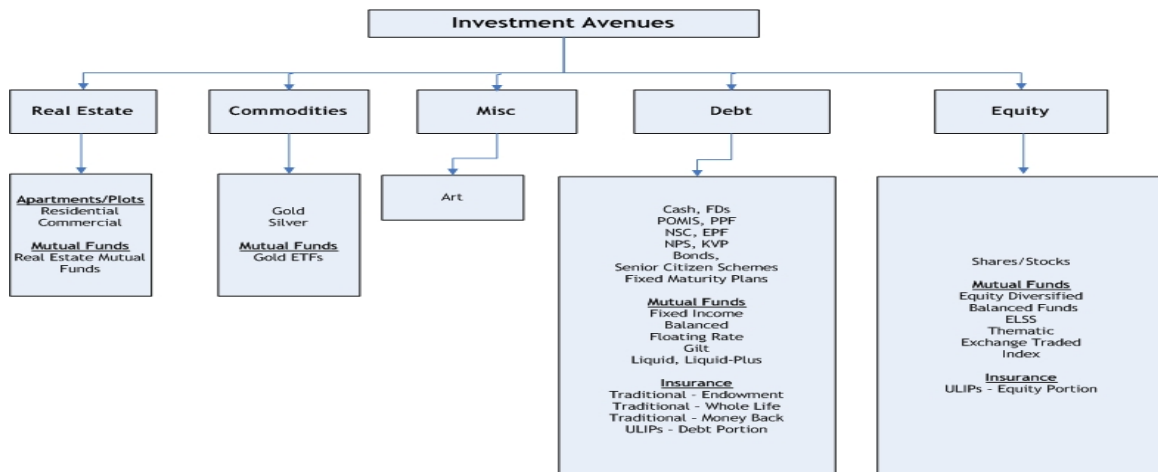 Investment Avenues
Real Estate
Commodities
Misc
Debt
Equity
Apartments/Plots
Residential
Commercial
Mutual Funds
Real Estate Mutual
Funds
Gold
Silver
Mutual Funds
Gold ETFs
Art
Cash, FDs
POMIS, PPF
NSC, EPF
NPS, KVP
Bonds,
Senior Citizen Schemes
Fixed Maturity Plans
Mutual Funds
Fixed Income
Balanced
Floating Rate
Gilt
Liquid, Liquid-Plus
Insurance
Traditional - Endowment
Traditional - Whole Life
Traditional - Money Back
ULIPs - Debt Portion
Shares/Stocks
Mutual Funds
Equity Diversified
Balanced Funds
ELSS
Thematic
Exchange Traded
Index
Insurance
ULIPs - Equity Portion